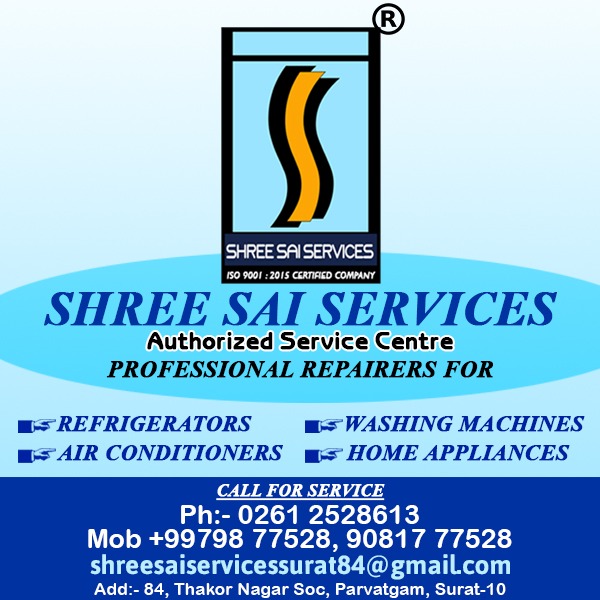 ®
SHREE SAI SERVICES
ISO 9001 : 2015 CERTIFIED COMPANY
SHREE SAI SERVICES
Authorized Service Centre
PROFESSIONAL REPAIRERS FOR
REFRIGERATORS
WASHING MACHINES
AIR CONDITIONERS
HOME APPLIANCES
CALL FOR SERVICE
Ph:- 0261 2528613
Mob +99798 77528, 90817 77528
shreesaiservicessurat84@gmail.com
Add:- 84, Thakor Nagar Soc, Parvatgam, Surat-10